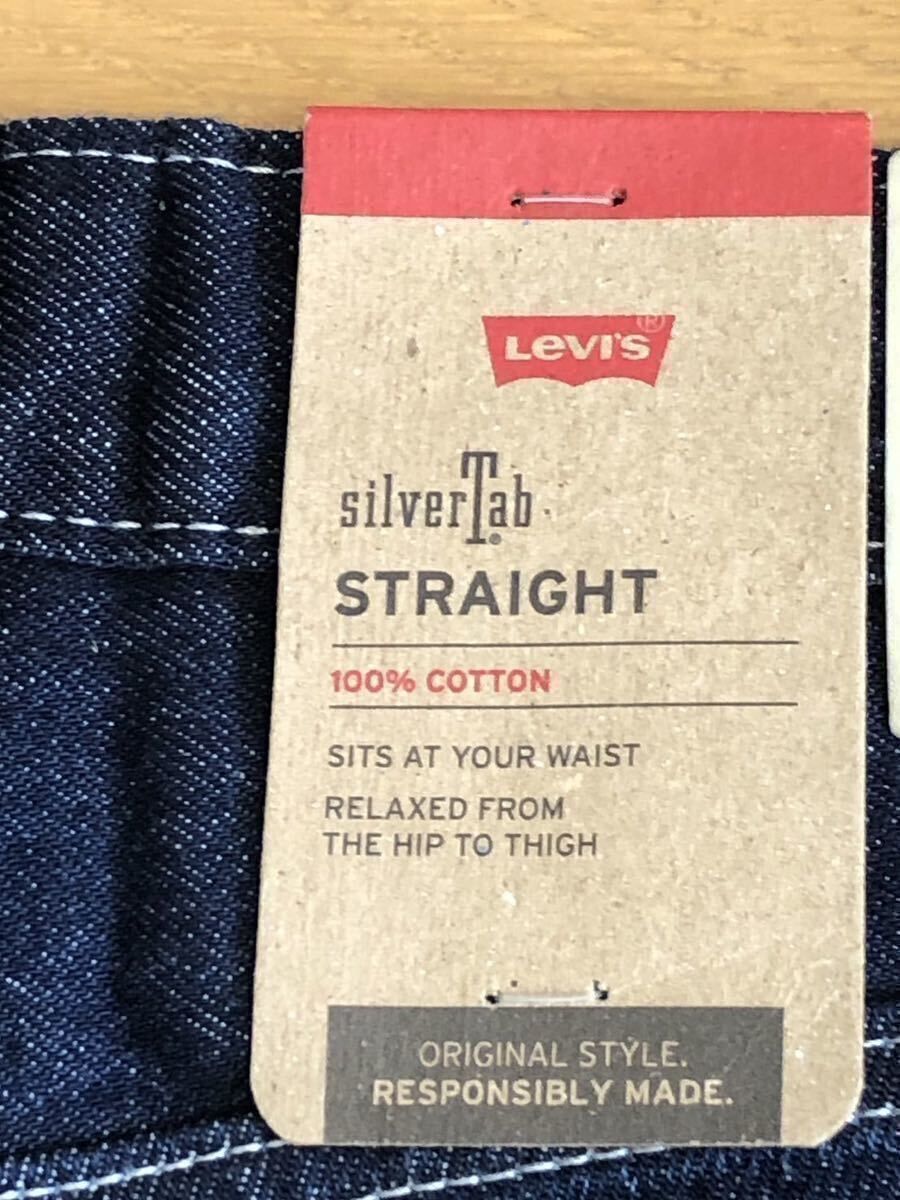 Levi's®
silverTab®
STRAIGHT
100% COTTON
SITS AT YOUR WAIST
RELAXED FROM
THE HIP TO THIGH
ORIGINAL STYLE.
RESPONSIBLY MADE.